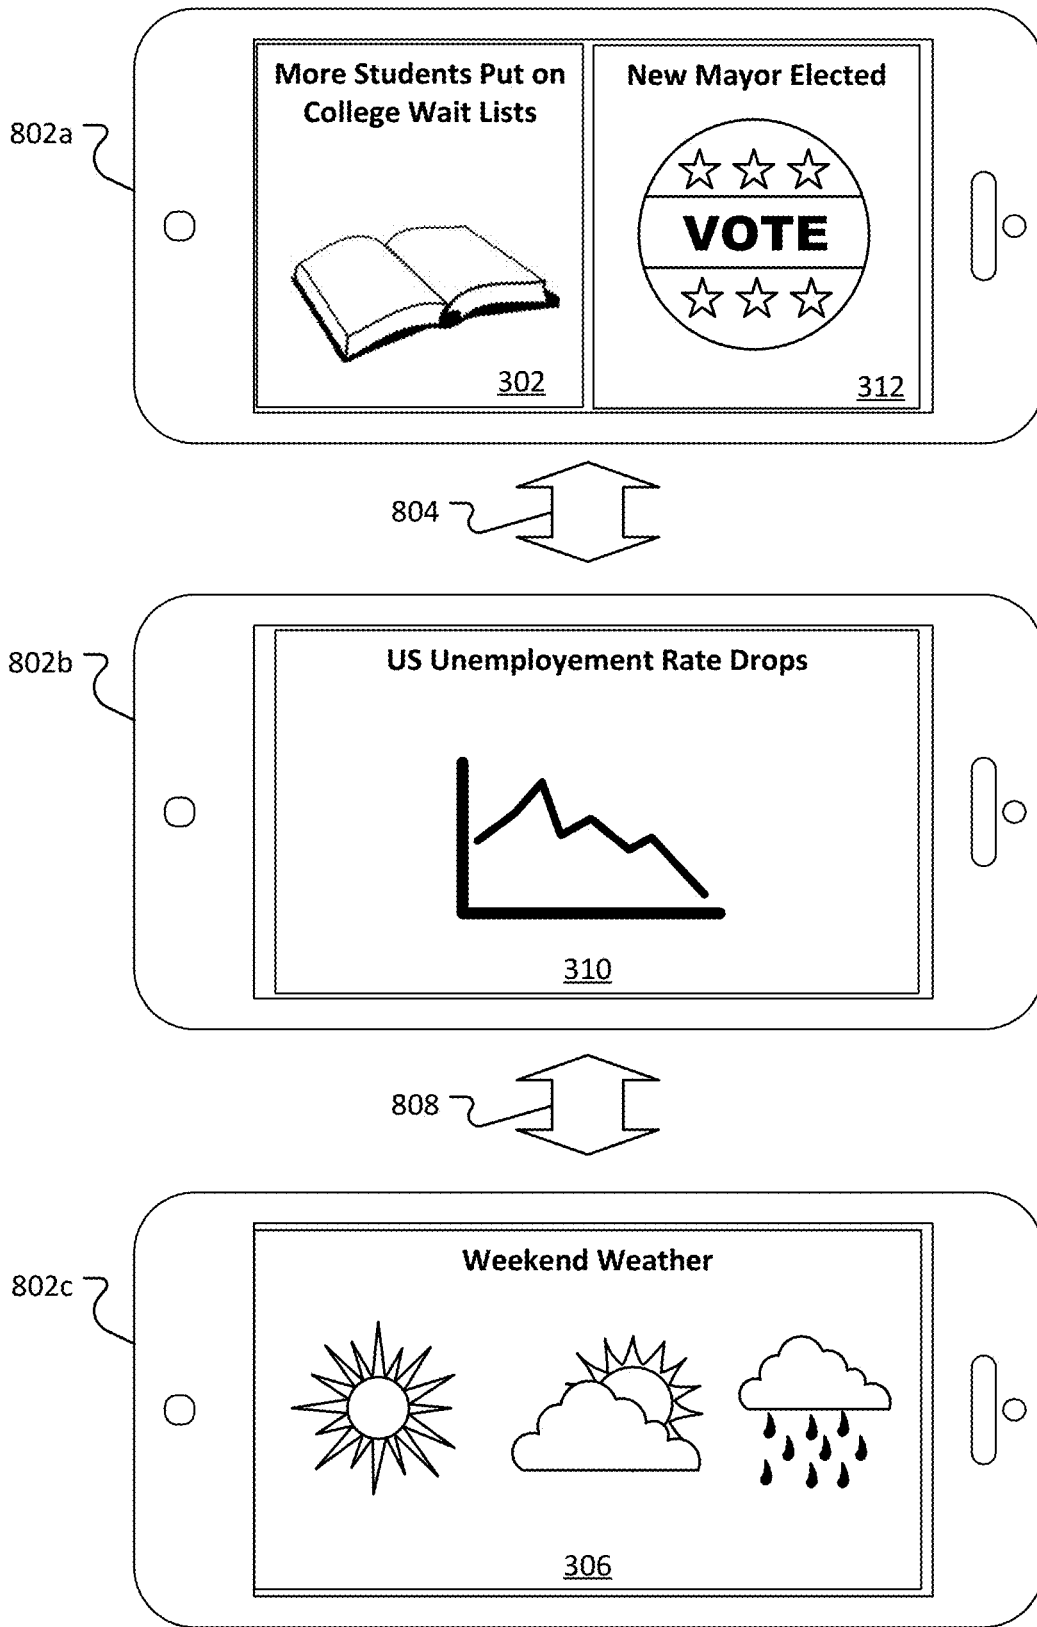 More Students Put on
College Wait Lists
New Mayor Elected
802a
VOTE
302
312
804
802b
US Unemployement Rate Drops
310
808
802c
Weekend Weather
306